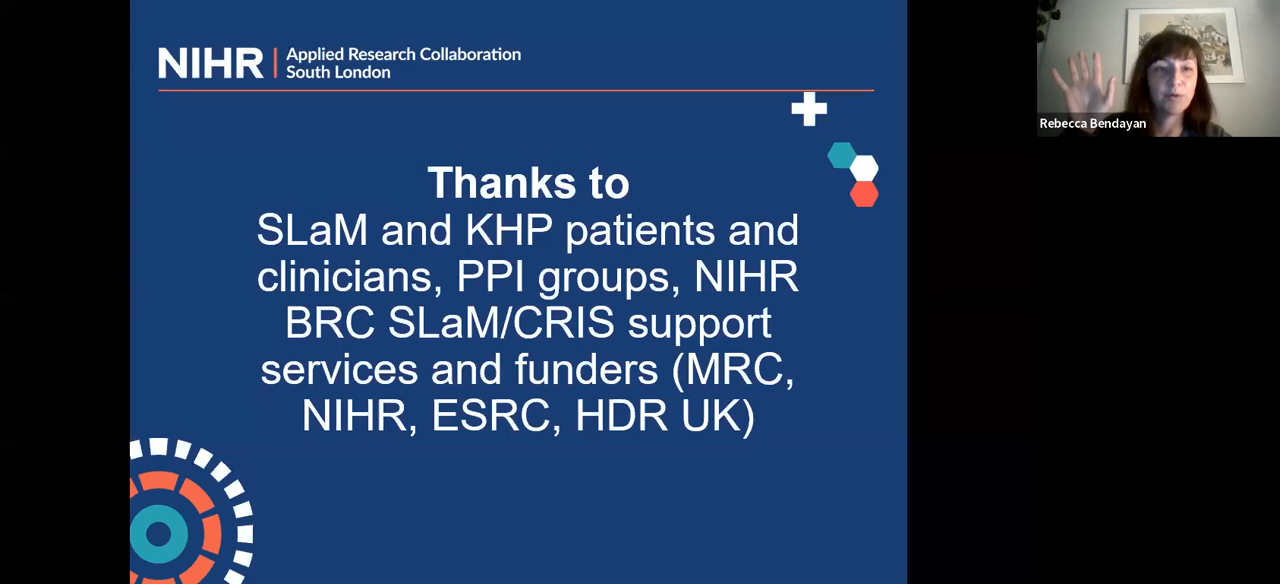 NIHR | Applied Research Collaboration
South London
Thanks to
SLaM and KHP patients and
clinicians, PPI groups, NIHR
BRC SLaM/CRIS support
services and funders (MRC,
NIHR, ESRC, HDR UK)
Rebecca Bendayan